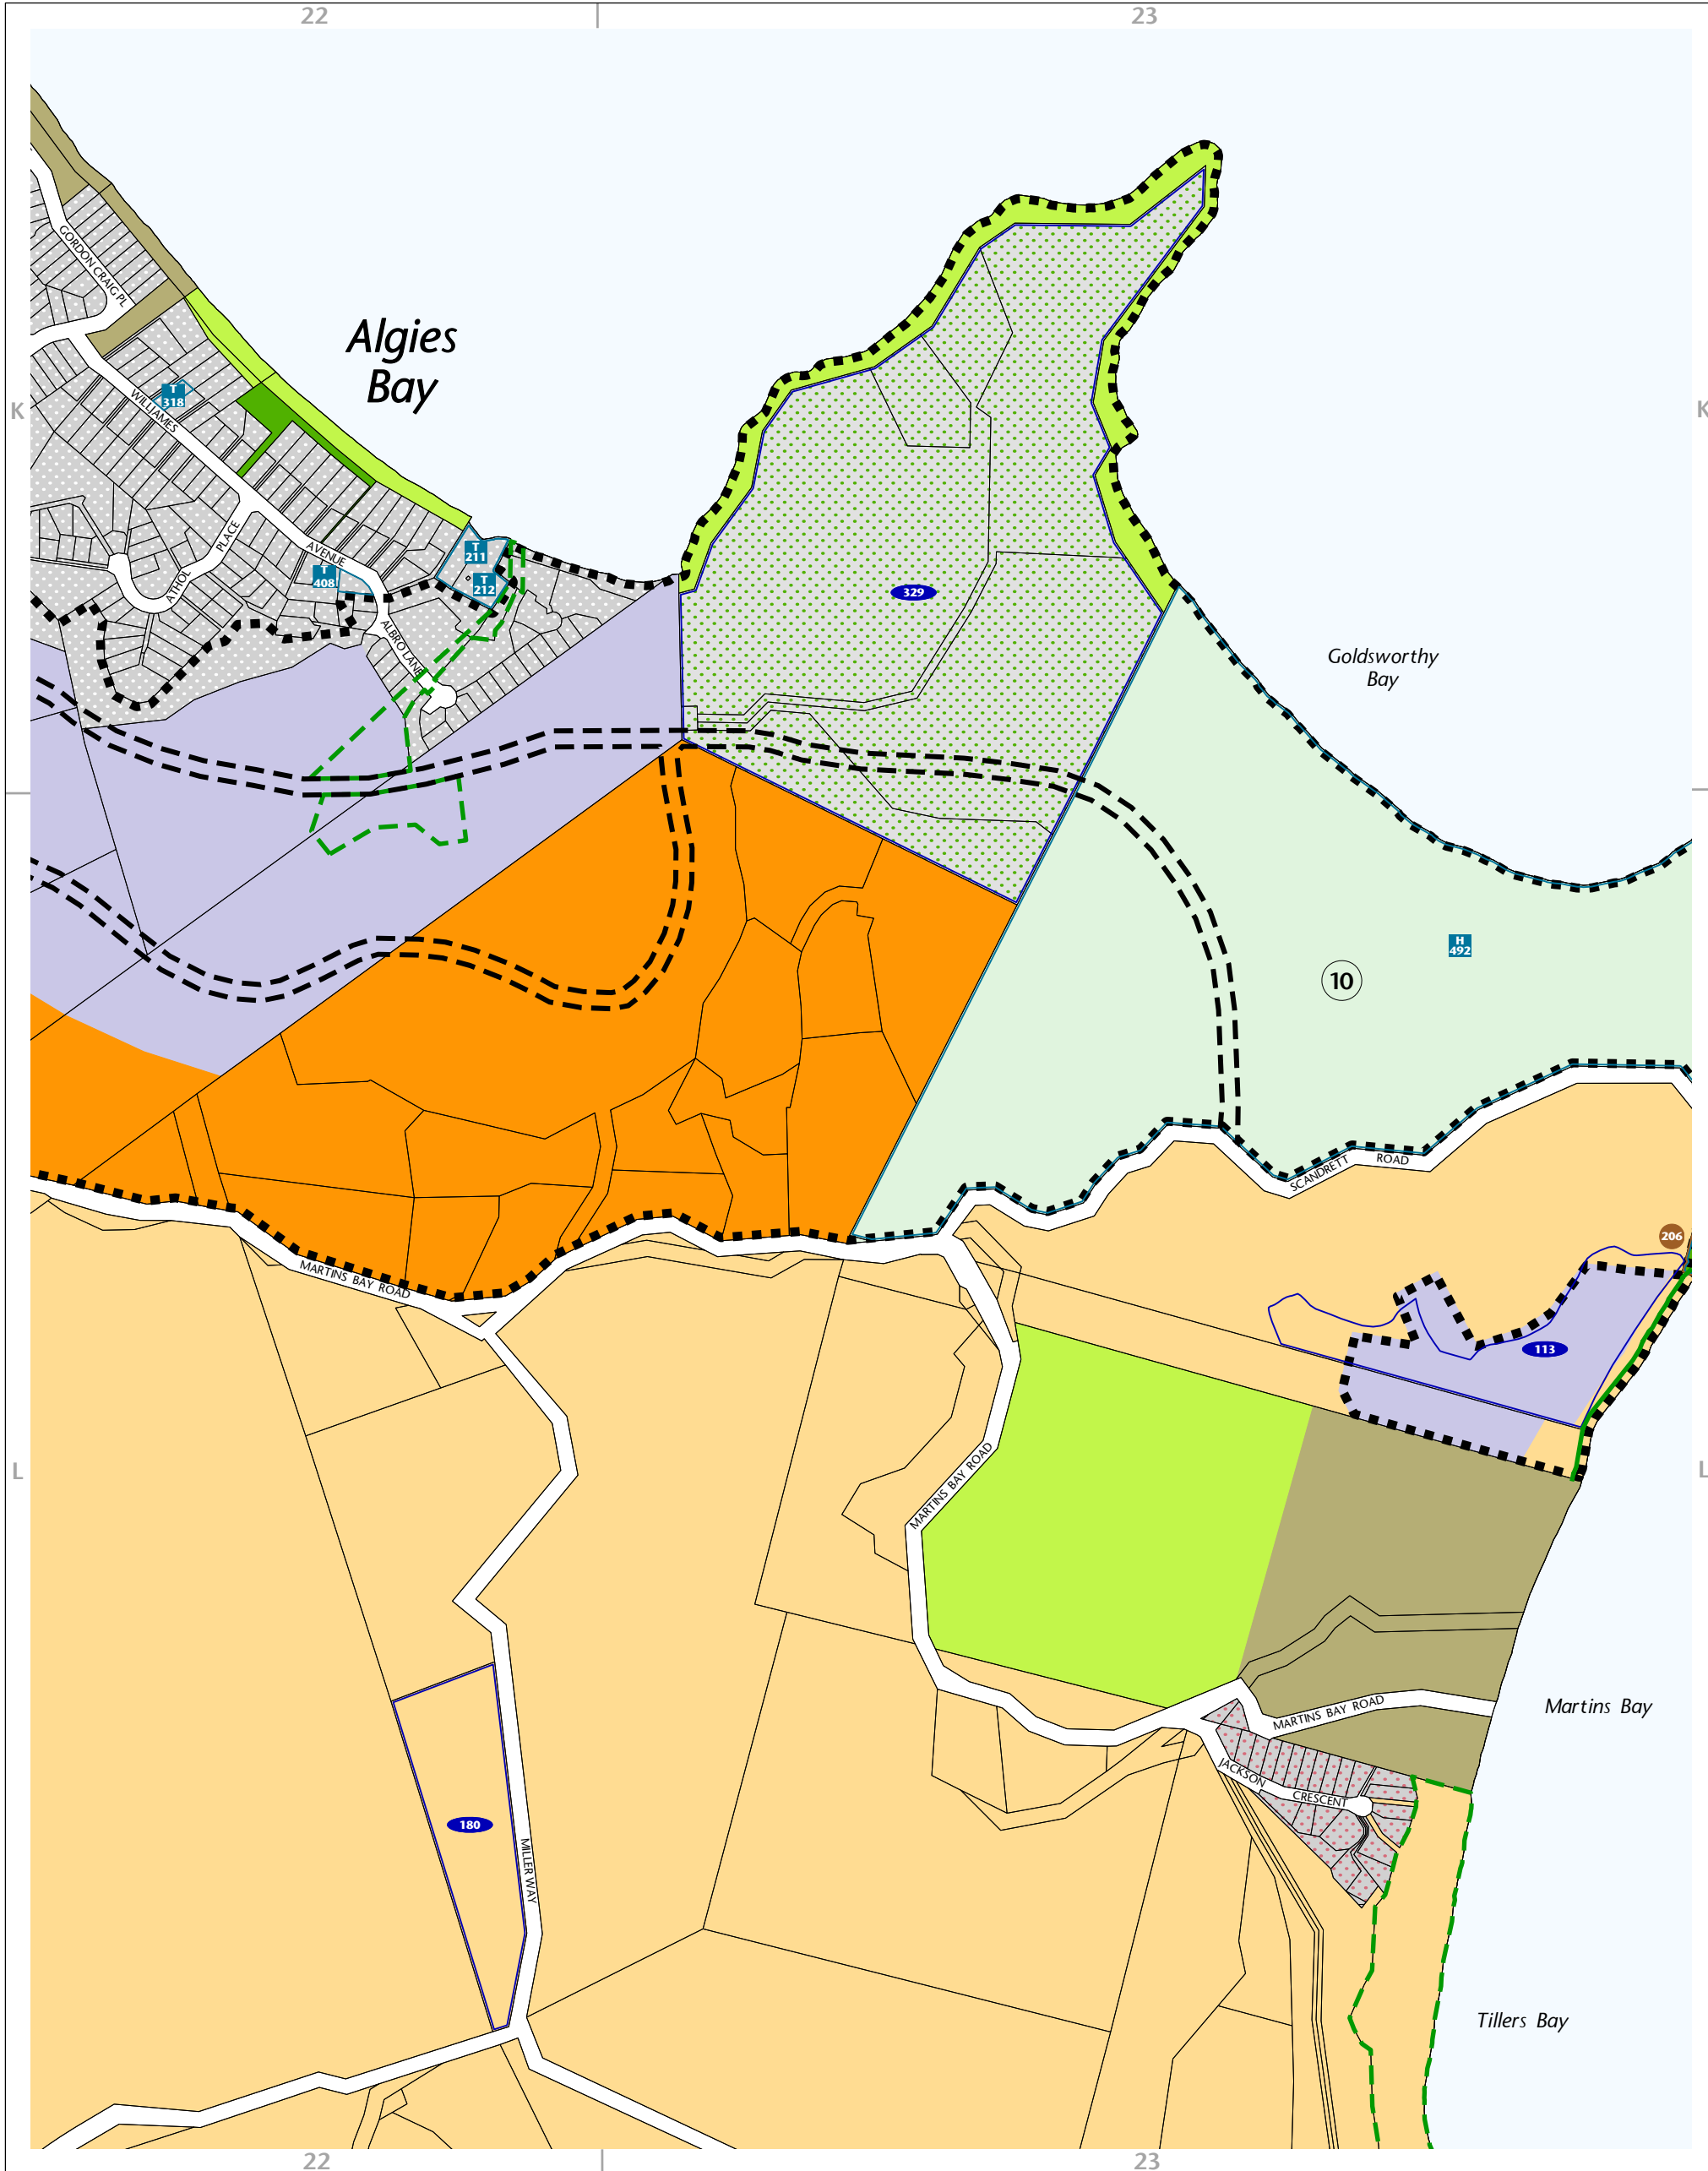 22
23
GORDON CRAIG PL
Algies
Bay
K
K
T
318
WILLIAMES
PLACE
AVENUE
T
211
T
408
T
212
ATHOL
329
ALBRO LANE
Goldsworthy
Bay
H
492
10
SCANDRETT
ROAD
206
MARTINS BAY ROAD
113
L
L
MARTINS BAY ROAD
Martins Bay
MARTINS BAY ROAD
JACKSON
CRESCENT
180
MILLER WAY
Tillers Bay
22
23